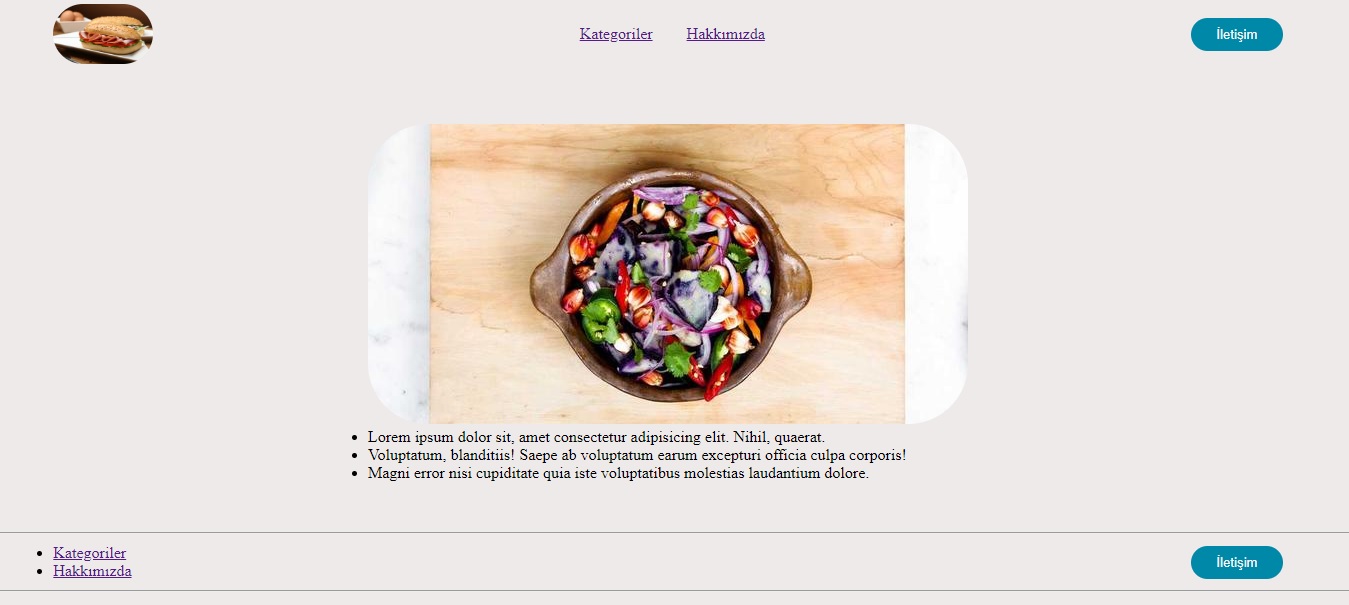 Kategoriler Hakkımızda İletişim
Lorem ipsum dolor sit, amet consectetur adipisicing elit. Nihil, quaerat.
Voluptatum, blanditiis! Saepe ab voluptatum earum excepturi officia culpa corporis!
Magni error nisi cupiditate quia iste voluptatibus molestias laudantium dolore.
Kategoriler
Hakkımızda
İletişim